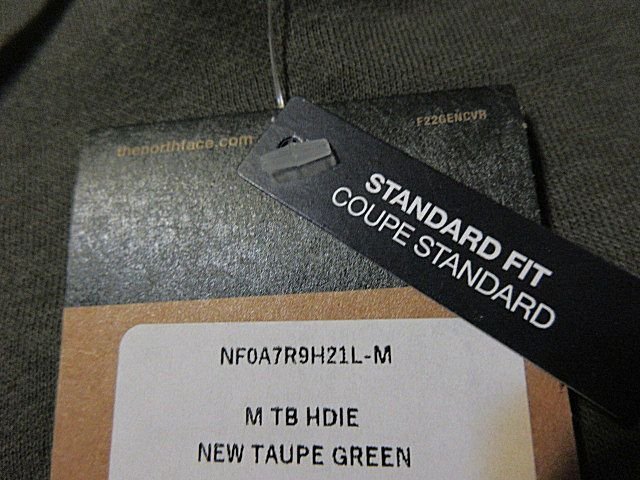 thenorthface.com
F22GENCVR
STANDARD FIT
COUPE STANDARD
NF0A7R9H21L-M
M TB HDIE
NEW TAUPE GREEN